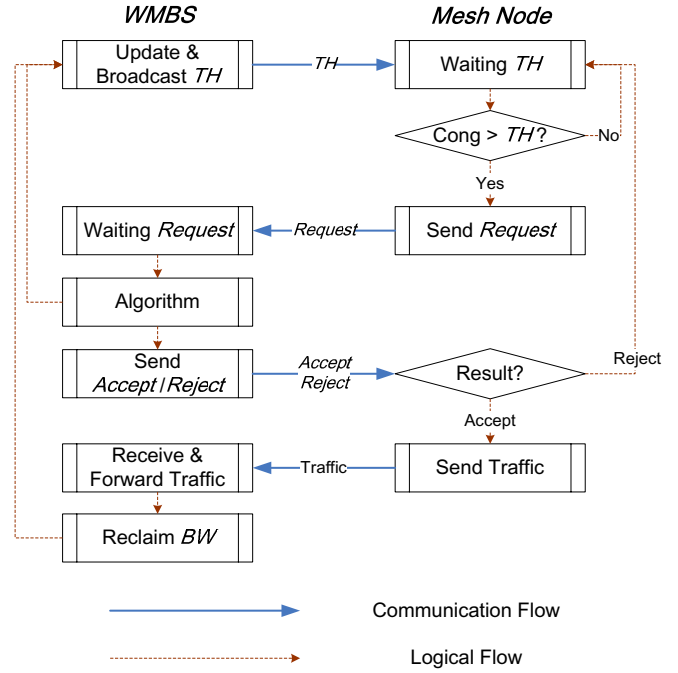 WMBS
Mesh Node
Update &
Broadcast TH
TH
Waiting TH
Cong > TH?
No
Yes
Waiting Request
Request
Send Request
Algorithm
Send
Accept/Reject
Accept
Reject
Result?
Reject
Accept
Receive &
Forward Traffic
Traffic
Send Traffic
Reclaim BW
Communication Flow
Logical Flow